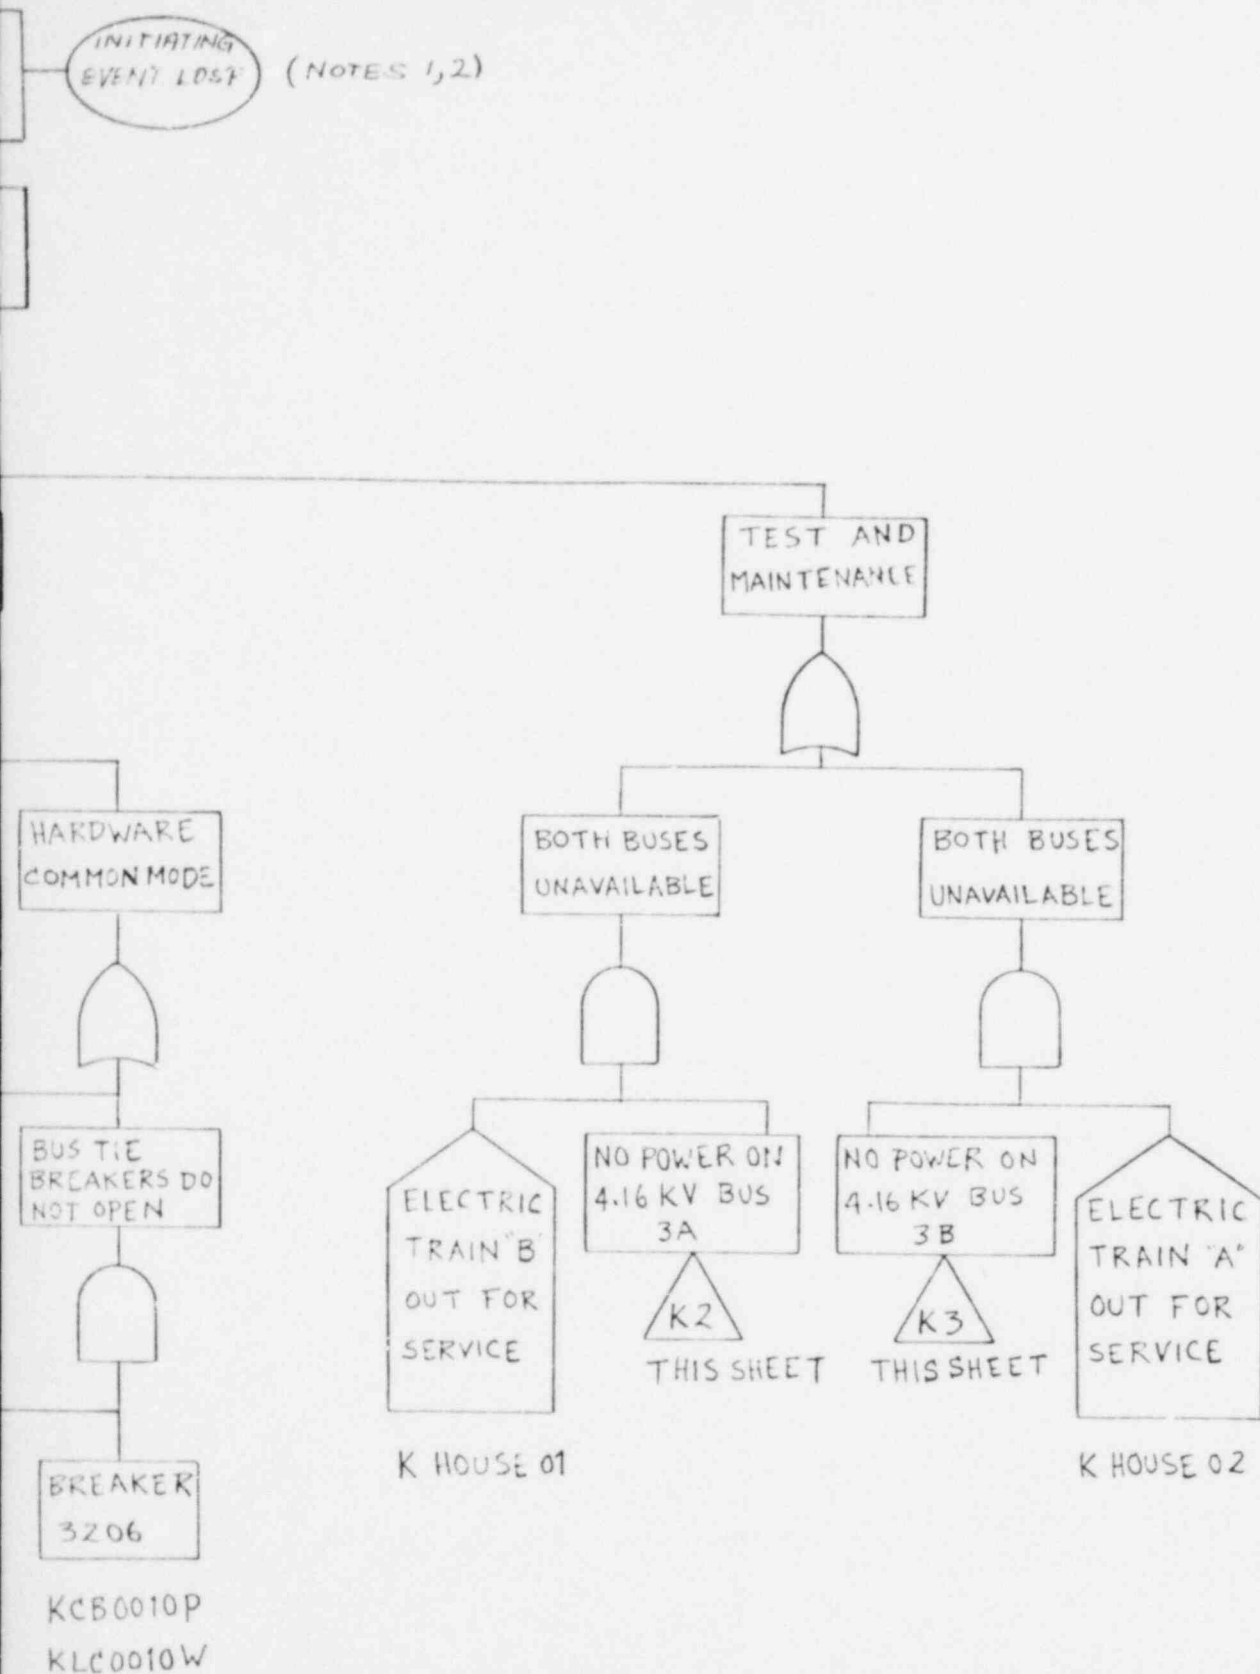 INITIATING
EVENT LOSP
(NOTES 1,2)
TEST AND
MAINTENANCE
HARDWARE
COMMON MODE
BOTH BUSES
UNAVAILABLE
BOTH BUSES
UNAVAILABLE
BUS TIE
BREAKERS DO
NOT OPEN
ELECTRIC
TRAIN "B"
OUT FOR
SERVICE
NO POWER ON
4.16 KV BUS
3A
K2
THIS SHEET
NO POWER ON
4.16 KV BUS
3B
K3
THIS SHEET
ELECTRIC
TRAIN "A"
OUT FOR
SERVICE
K HOUSE 01
K HOUSE 02
BREAKER
3206
KCB0010P
KLC0010W